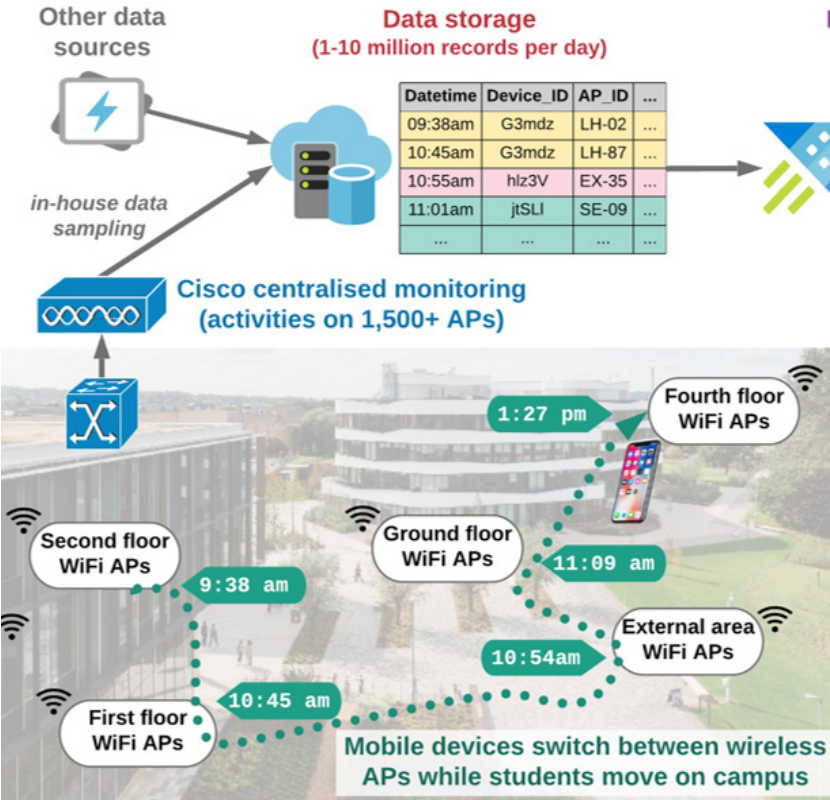 Other data
sources
Data storage
(1-10 million records per day)
Datetime Device_ID AP_ID ...
09:38am G3mdz LH-02 ...
10:45am G3mdz LH-87 ...
10:55am hlz3V EX-35 ...
11:01am jtSLI SE-09 ...
... ... ... ...
in-house data
sampling
Cisco centralised monitoring
(activities on 1,500+ APs)
1:27 pm
Fourth floor
WiFi APs
Second floor
WiFi APs
Ground floor
WiFi APs
9:38 am
11:09 am
External area
WiFi APs
10:54am
10:45 am
First floor
WiFi APs
Mobile devices switch between wireless
APs while students move on campus